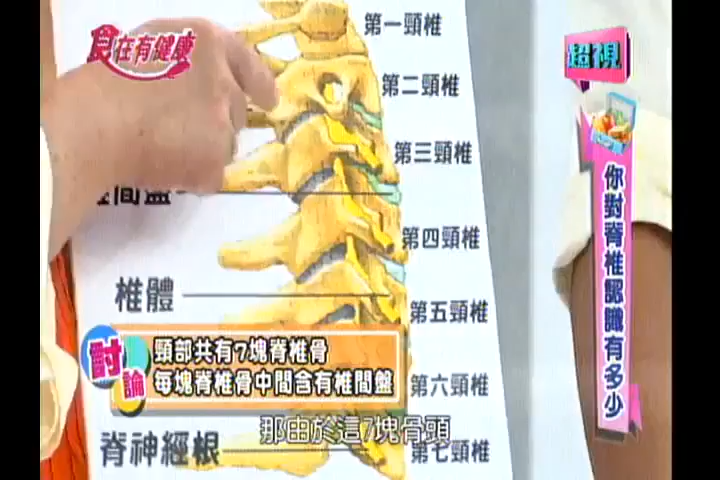 食在有健康
超視
第一頸椎
第二頸椎
第三頸椎
間盤
第四頸椎
椎體
第五頸椎
第六頸椎
脊神經根
第七頸椎
你對脊椎認識有多少
討論
頸部共有7塊脊椎骨
每塊脊椎骨中間含有椎間盤
那由於這7塊骨頭